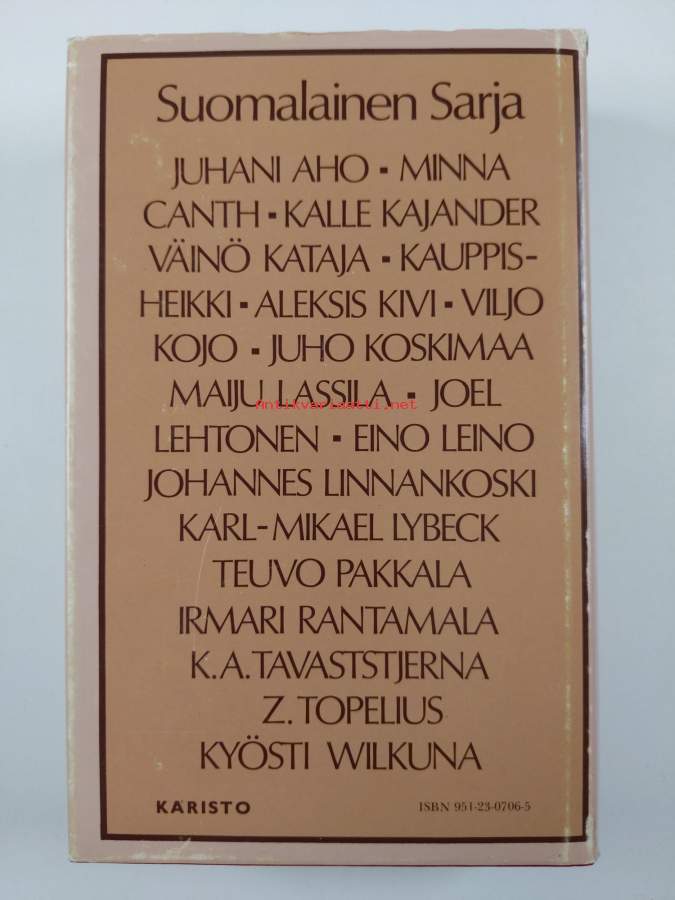 Suomalainen Sarja
JUHANI AHO ▪ MINNA
CANTH ▪ KALLE KAJANDER
VÄINÖ KATAJA ▪ KAUPPIS-
HEIKKI ▪ ALEKSIS KIVI ▪ VILJO
KOJO ▪ JUHO KOSKIMAA
MAIJU LASSILA ▪ JOEL
Antikvariaatti.net
LEHTONEN ▪ EINO LEINO
JOHANNES LINNANKOSKI
KARL-MIKAEL LYBECK
TEUVO PAKKALA
IRMARI RANTAMALA
K.A. TAVASTSTJERNA
Z. TOPELIUS
KYÖSTI WILKUNA
KARISTO
ISBN 951-23-0706-5